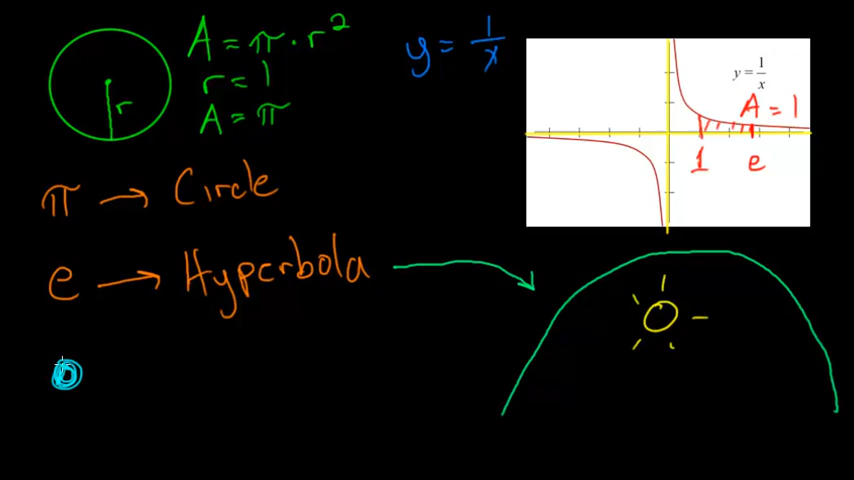 A = π · r²
r = 1
A = π
r
y = 1/x
y = 1/x
A = 1
1 e
π → Circle
e → Hyperbola